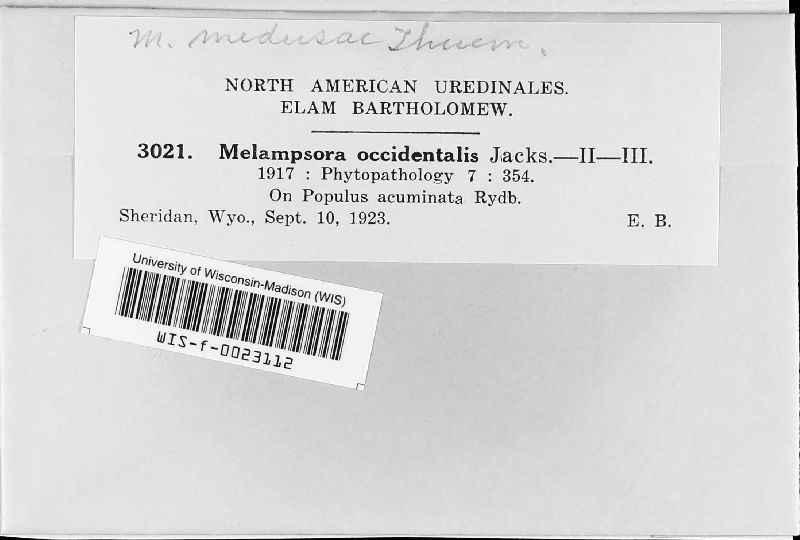 M. medusae Thuem.
NORTH AMERICAN UREDINALES.
ELAM BARTHOLOMEW.
3021. Melampsora occidentalis Jacks.—II—III.
1917 : Phytopathology 7 : 354.
On Populus acuminata Rydb.
Sheridan, Wyo., Sept. 10, 1923. E. B.
University of Wisconsin-Madison (WIS)
WIS-f-0023112